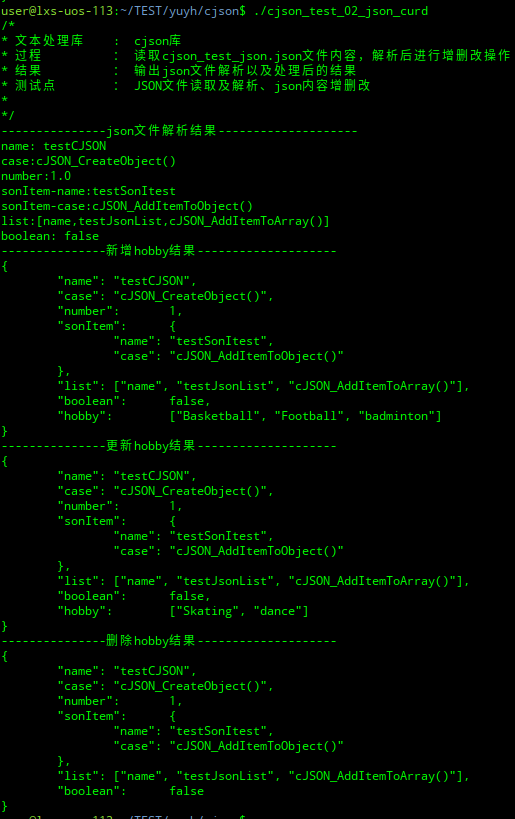 user@lxs-uos-113:~/TEST/yuyh/cjson$ ./cjson_test_02_json_curd
/*
* 文本处理库 : cjson库
* 过程 : 读取cjson_test_json.json文件内容，解析后进行增删改操作
* 结果 : 输出json文件解析以及处理后的结果
* 测试点 : JSON文件读取及解析、json内容增删改
*
*/
---------------json文件解析结果--------------------
name: testCJSON
case:cJSON_CreateObject()
number:1.0
sonItem-name:testSonItest
sonItem-case:cJSON_AddItemToObject()
list:[name,testJsonList,cJSON_AddItemToArray()]
boolean: false
---------------新增hobby结果--------------------
{
"name": "testCJSON",
"case": "cJSON_CreateObject()",
"number": 1,
"sonItem": {
"name": "testSonItest",
"case": "cJSON_AddItemToObject()"
},
"list": ["name", "testJsonList", "cJSON_AddItemToArray()"],
"boolean": false,
"hobby": ["Basketball", "Football", "badminton"]
}
---------------更新hobby结果--------------------
{
"name": "testCJSON",
"case": "cJSON_CreateObject()",
"number": 1,
"sonItem": {
"name": "testSonItest",
"case": "cJSON_AddItemToObject()"
},
"list": ["name", "testJsonList", "cJSON_AddItemToArray()"],
"boolean": false,
"hobby": ["Skating", "dance"]
}
---------------删除hobby结果--------------------
{
"name": "testCJSON",
"case": "cJSON_CreateObject()",
"number": 1,
"sonItem": {
"name": "testSonItest",
"case": "cJSON_AddItemToObject()"
},
"list": ["name", "testJsonList", "cJSON_AddItemToArray()"],
"boolean": false
}